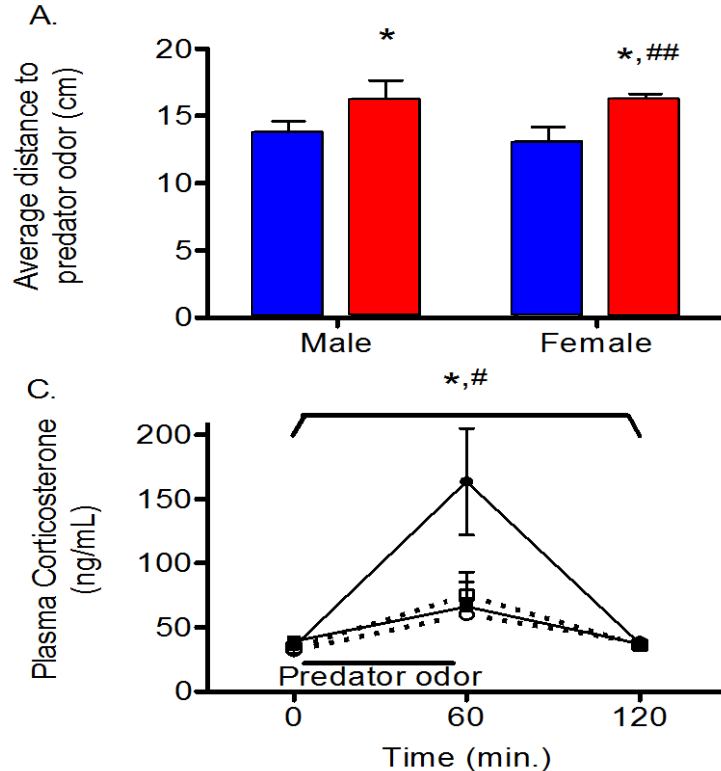 A.
Average distance to
predator odor (cm)
20
15
10
5
0
*
*,##
Male
Female
C.
Plasma Corticosterone
(ng/mL)
*,#
200
150
100
50
0
Predator odor
0
60
120
Time (min.)